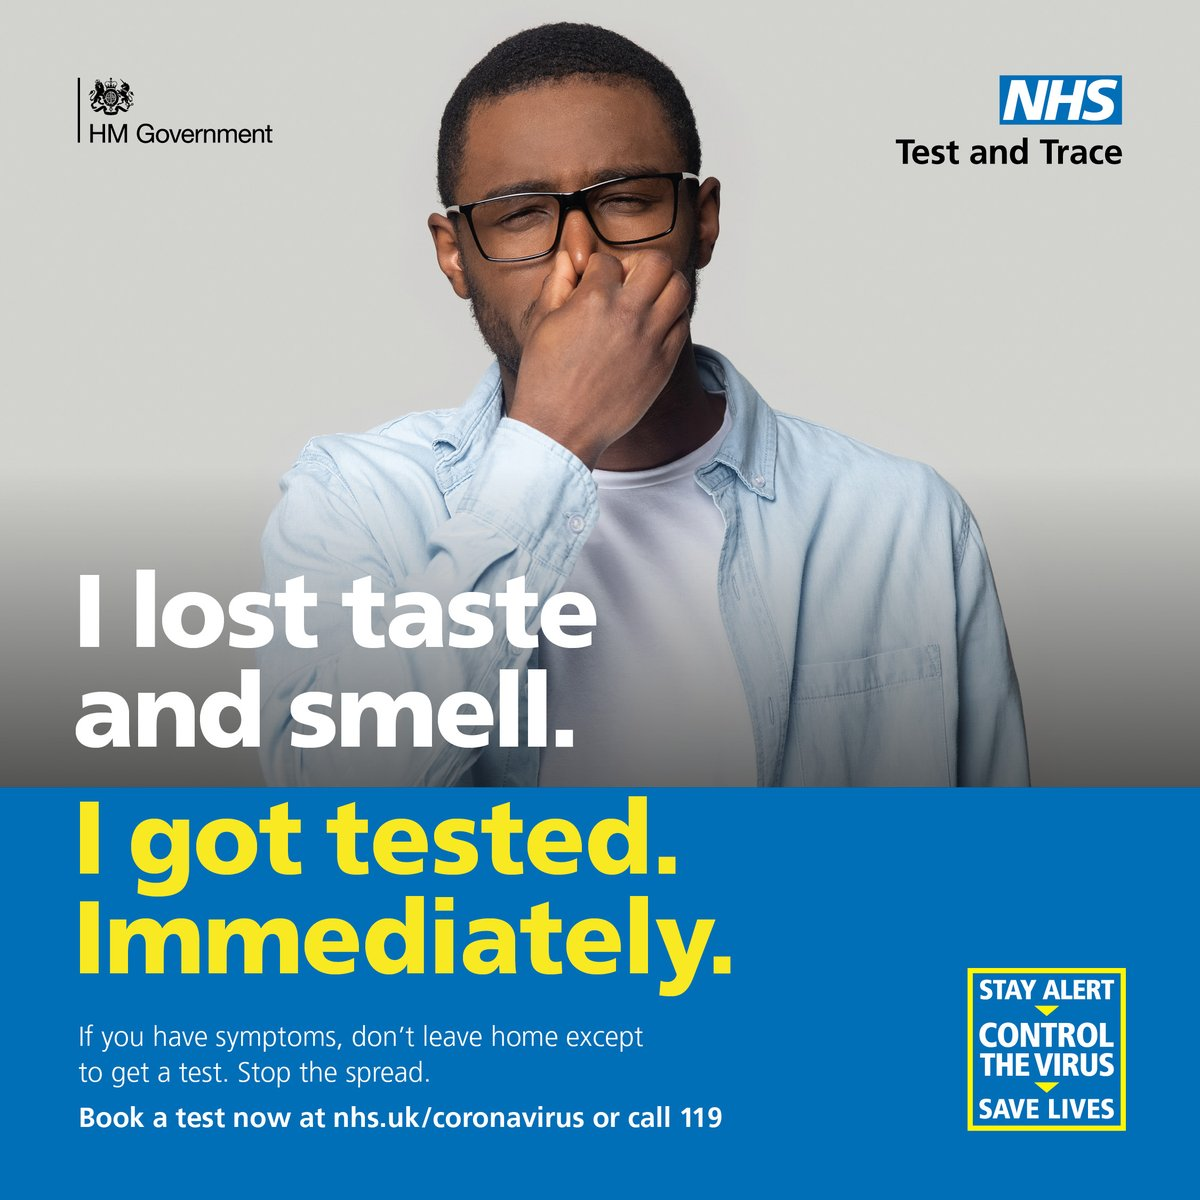 HM Government
NHS
Test and Trace
I lost taste
and smell.
I got tested.
Immediately.
If you have symptoms, don’t leave home except
to get a test. Stop the spread.
Book a test now at nhs.uk/coronavirus or call 119
STAY ALERT
CONTROL
THE VIRUS
SAVE LIVES